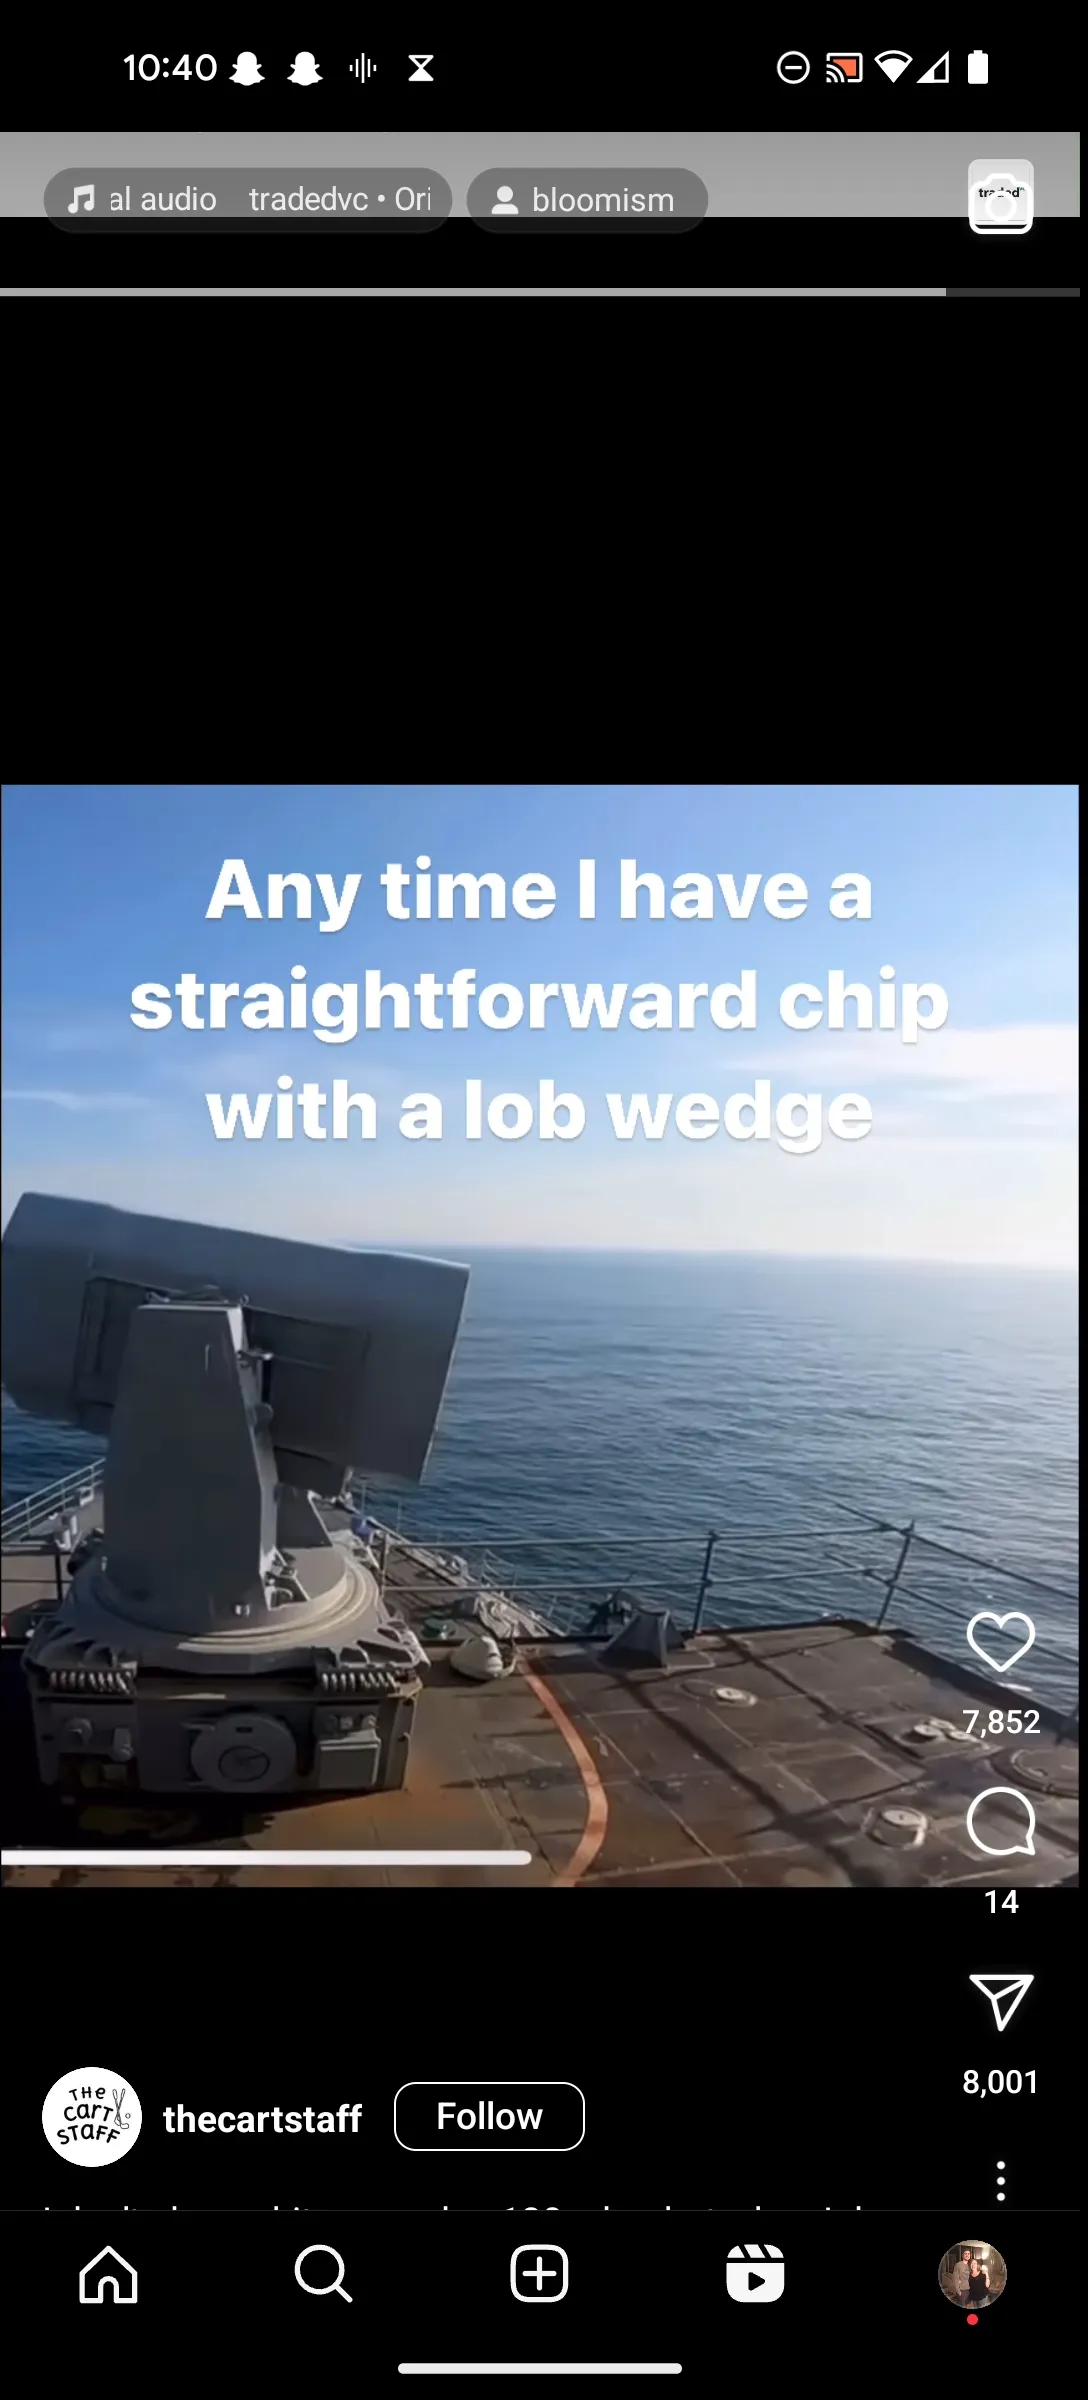 10:40
al audio tradedvc • Ori
bloomism
traded
Any time I have a
straightforward chip
with a lob wedge
7,852
14
8,001
THE
CART
STAFF
thecartstaff
Follow